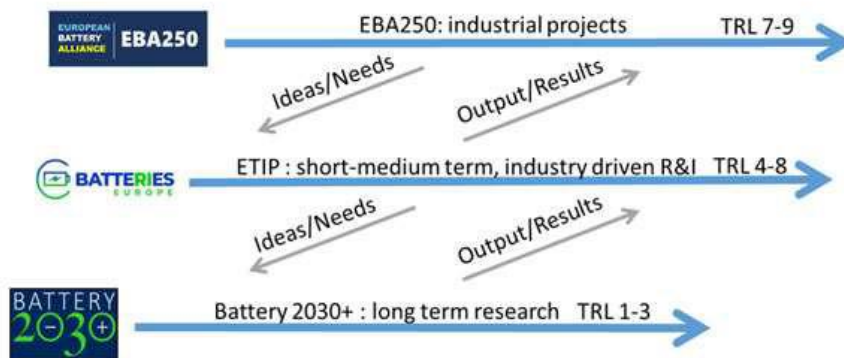 EUROPEAN
BATTERY
ALLIANCE
EBA250
EBA250: industrial projects TRL 7-9
Ideas/Needs
Output/Results
BATTERIES
EUROPE
ETIP : short-medium term, industry driven R&I TRL 4-8
Ideas/Needs
Output/Results
BATTERY
2030+
Battery 2030+ : long term research TRL 1-3